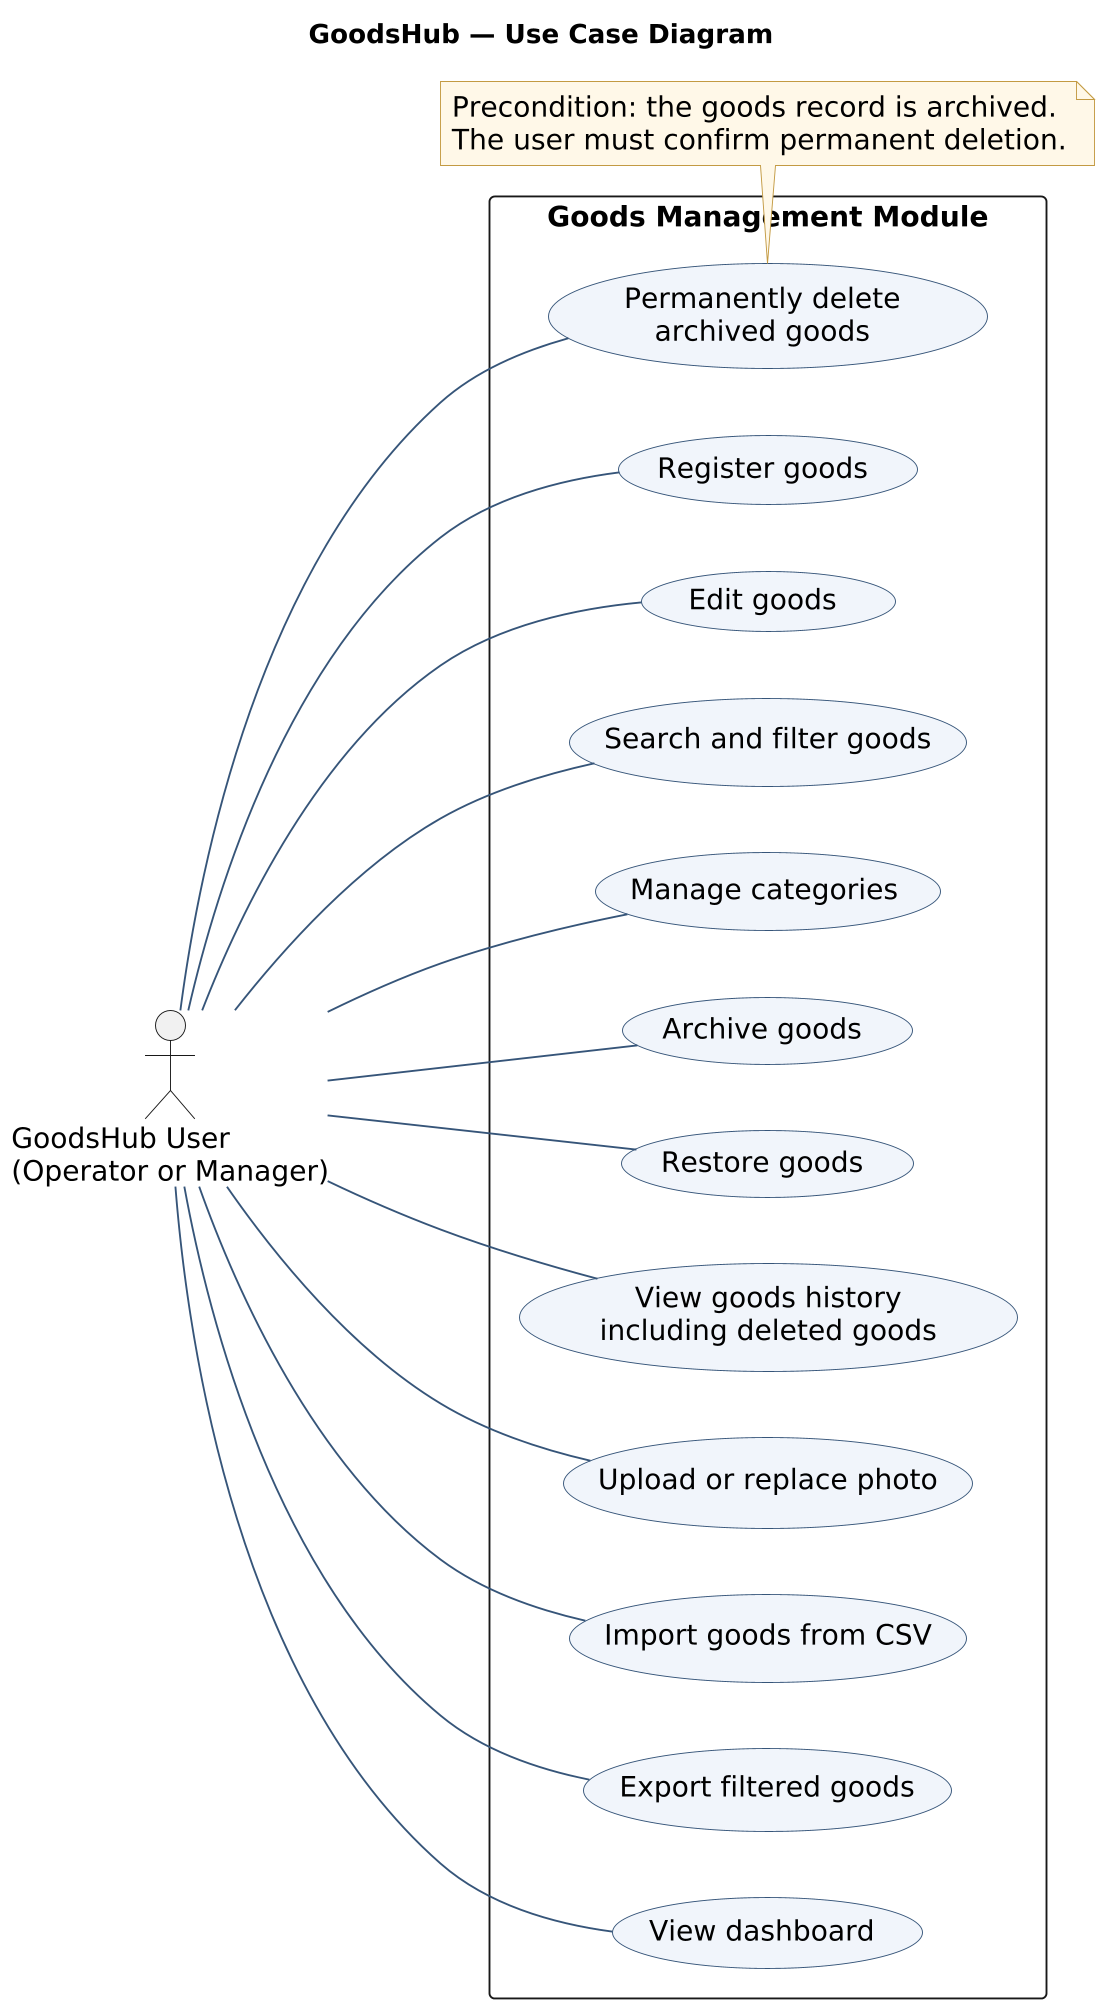 GoodsHub — Use Case Diagram
Precondition: the goods record is archived.
The user must confirm permanent deletion.
Goods Management Module
Permanently delete
archived goods
Register goods
Edit goods
Search and filter goods
Manage categories
Archive goods
GoodsHub User
(Operator or Manager)
Restore goods
View goods history
including deleted goods
Upload or replace photo
Import goods from CSV
Export filtered goods
View dashboard